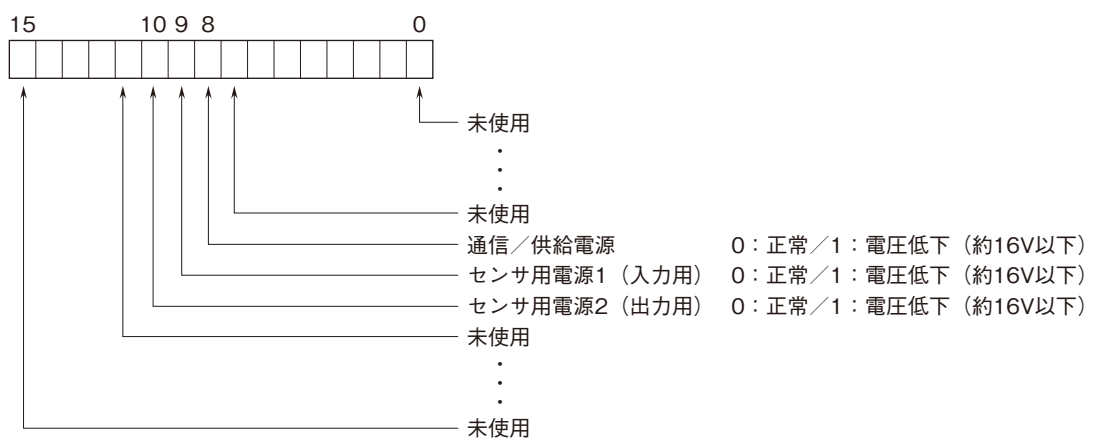 15 10 9 8 0
未使用
・
・
・
未使用
通信／供給電源 0：正常／1：電圧低下（約16V以下）
センサ用電源1（入力用） 0：正常／1：電圧低下（約16V以下）
センサ用電源2（出力用） 0：正常／1：電圧低下（約16V以下）
未使用
・
・
・
未使用